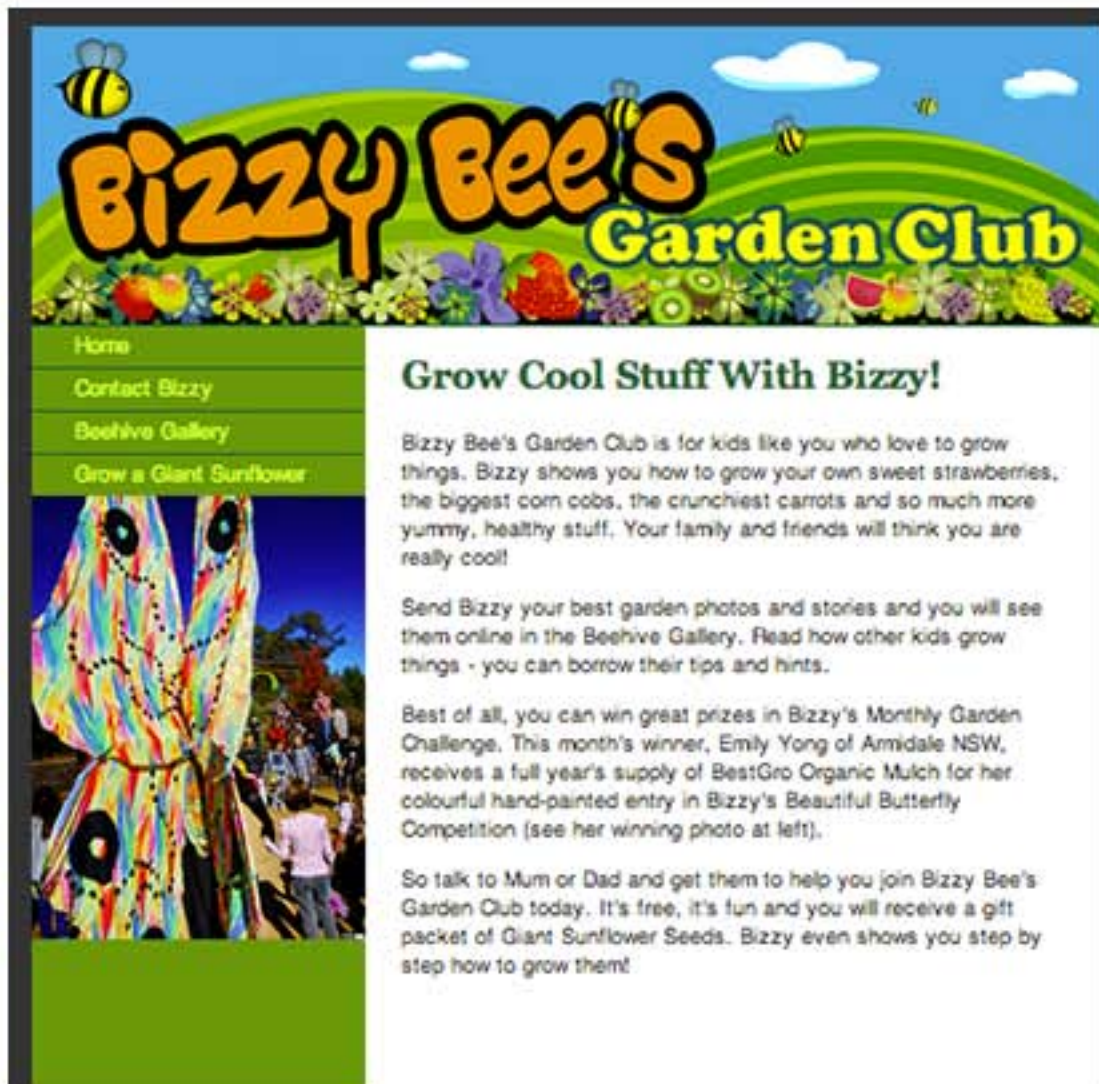 Bizzy Bee's
Garden Club
Home
Contact Bizzy
Beehive Gallery
Grow a Giant Sunflower
Grow Cool Stuff With Bizzy!
Bizzy Bee's Garden Club is for kids like you who love to grow
things. Bizzy shows you how to grow your own sweet strawberries,
the biggest corn cobs, the crunchiest carrots and so much more
yummy, healthy stuff. Your family and friends will think you are
really cool!
Send Bizzy your best garden photos and stories and you will see
them online in the Beehive Gallery. Read how other kids grow
things - you can borrow their tips and hints.
Best of all, you can win great prizes in Bizzy's Monthly Garden
Challenge. This month's winner, Emily Yong of Armidale NSW,
receives a full year's supply of BestGro Organic Mulch for her
colourful hand-painted entry in Bizzy's Beautiful Butterfly
Competition (see her winning photo at left).
So talk to Mum or Dad and get them to help you join Bizzy Bee's
Garden Club today. It's free, it's fun and you will receive a gift
packet of Giant Sunflower Seeds. Bizzy even shows you step by
step how to grow them!